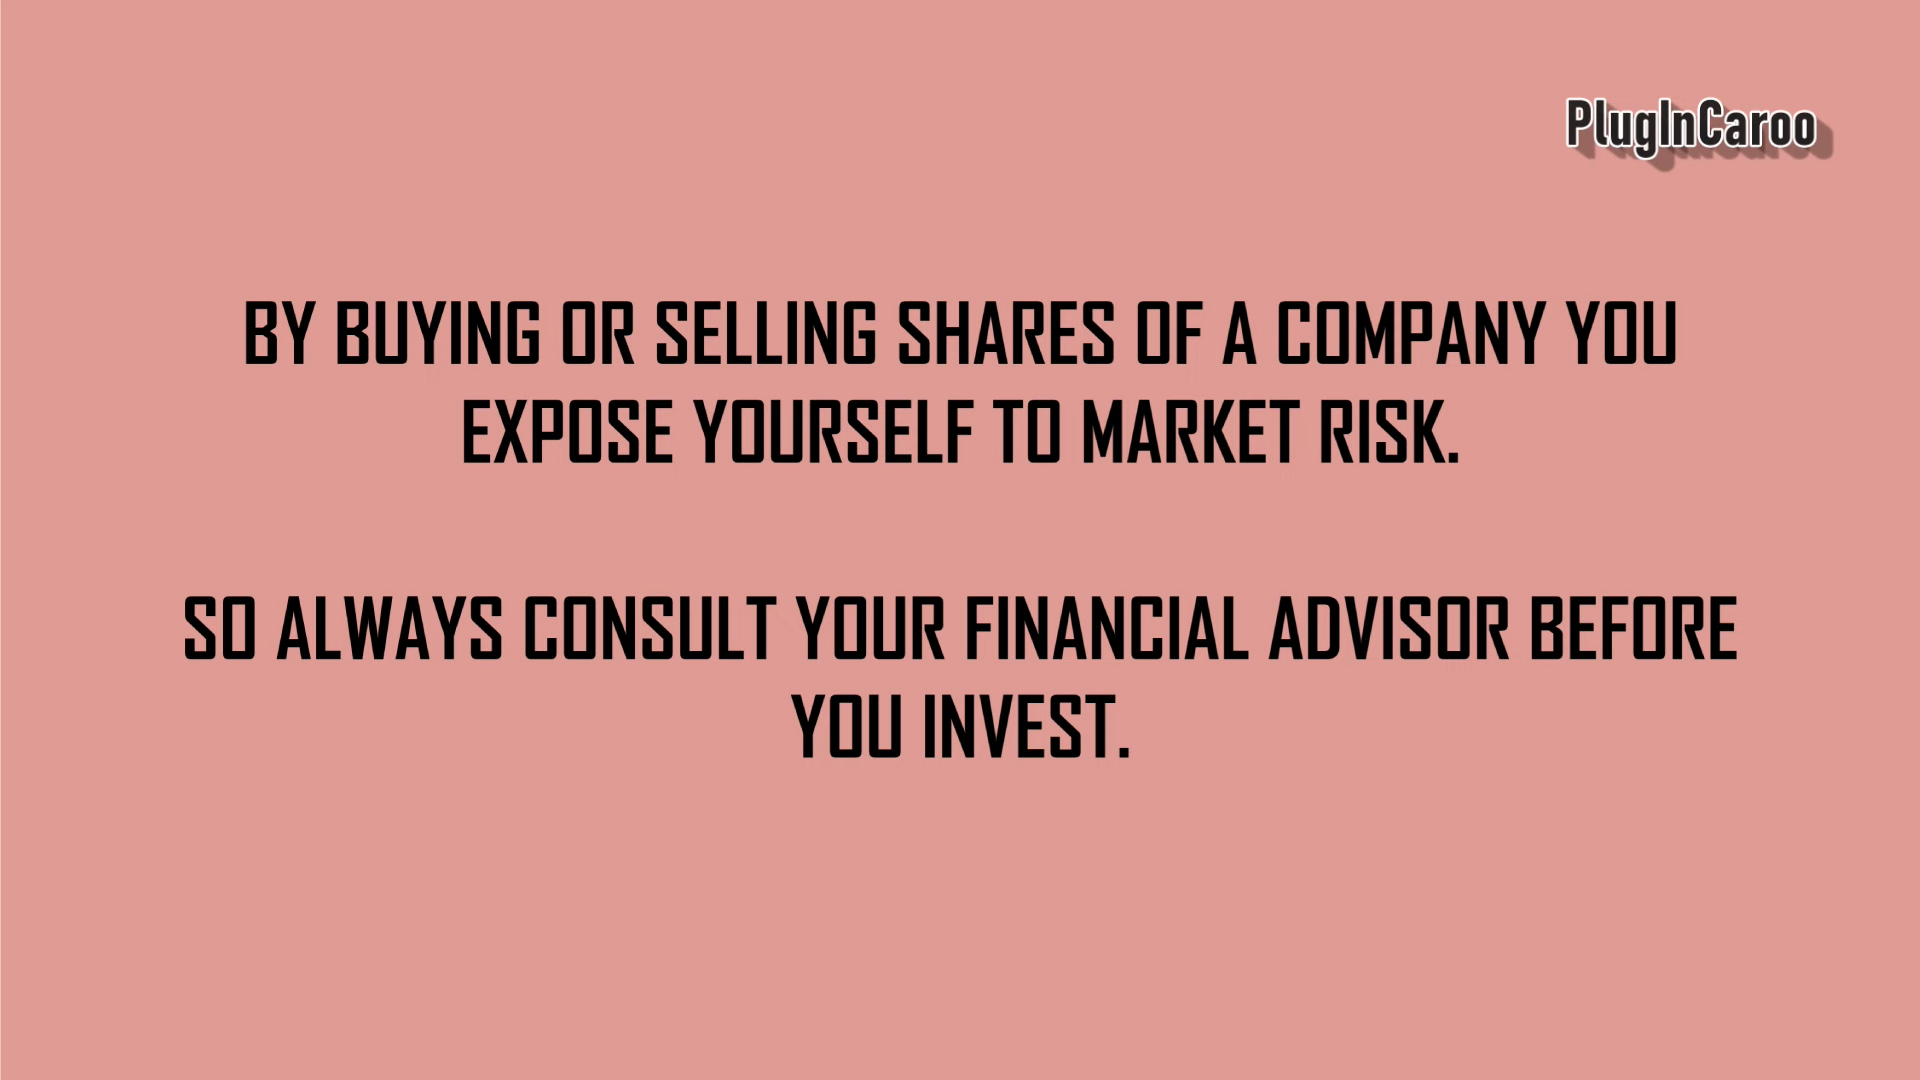 PlugInCaroo
BY BUYING OR SELLING SHARES OF A COMPANY YOU
EXPOSE YOURSELF TO MARKET RISK.
SO ALWAYS CONSULT YOUR FINANCIAL ADVISOR BEFORE
YOU INVEST.